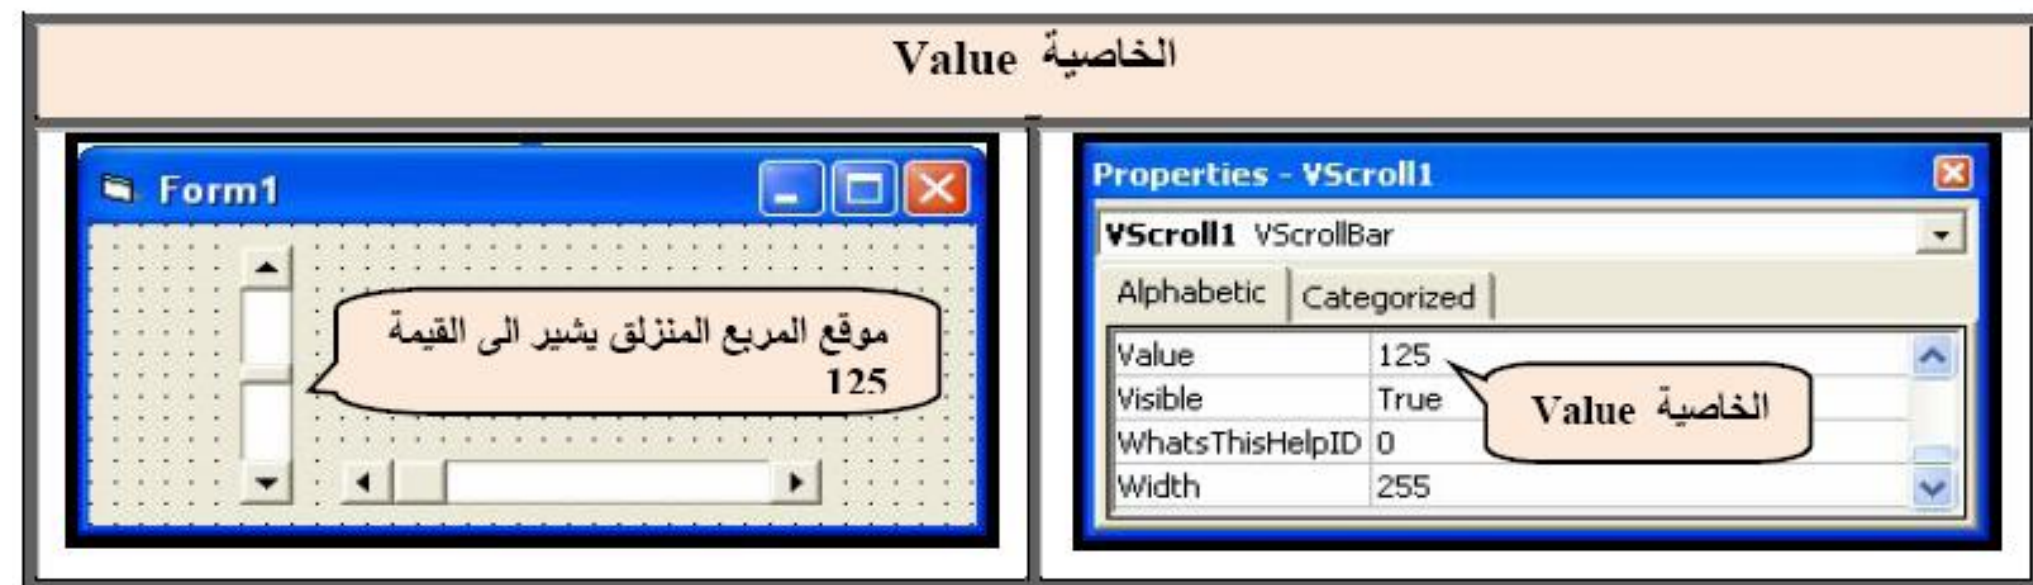 الخاصية Value
Form1
موقع المربع المنزلق يشير الى القيمة
125
Properties - VScroll1
VScroll1 VScrollBar
Alphabetic Categorized
Value 125
Visible True
WhatsThisHelpID 0
Width 255
الخاصية Value